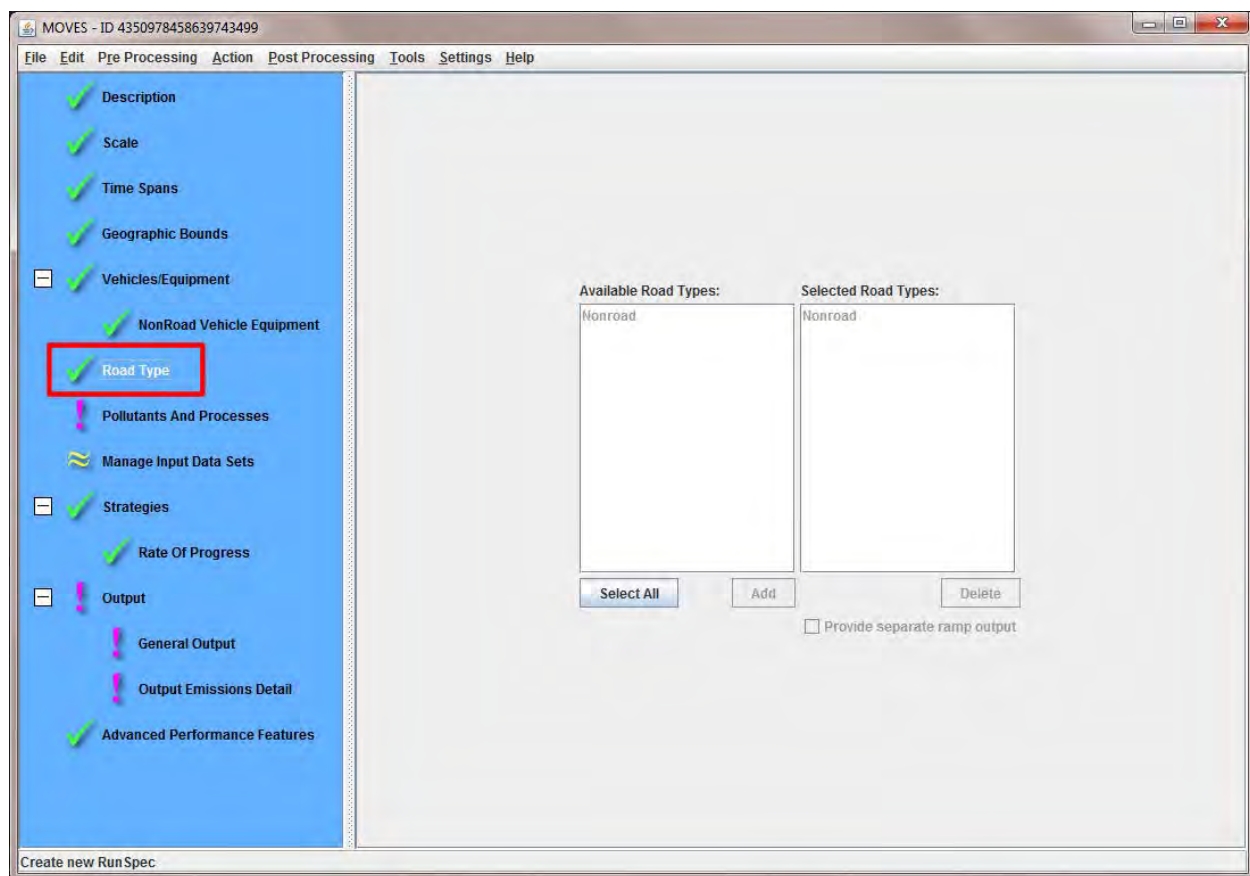 MOVES - ID 4350978458639743499
File Edit Pre Processing Action Post Processing Tools Settings Help
Description
Scale
Time Spans
Geographic Bounds
Vehicles/Equipment
NonRoad Vehicle Equipment
Road Type
Pollutants And Processes
Manage Input Data Sets
Strategies
Rate Of Progress
Output
General Output
Output Emissions Detail
Advanced Performance Features
Available Road Types: Selected Road Types:
Nonroad Nonroad
Select All Add Delete
Provide separate ramp output
Create new RunSpec